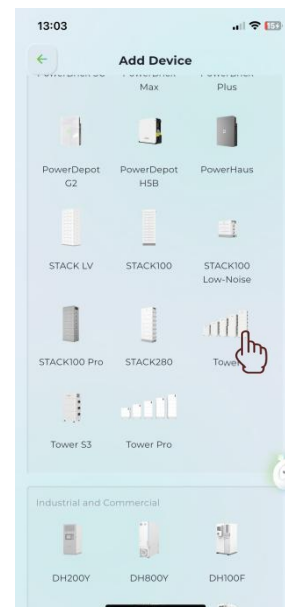 13:03
Add Device
Max
Plus
PowerDepot
G2
PowerDepot
H5B
PowerHaus
STACK LV
STACK100
STACK100
Low-Noise
STACK100 Pro
STACK280
Tower S3
Tower Pro
Industrial and Commercial
DH200Y
DH800Y
DH100F